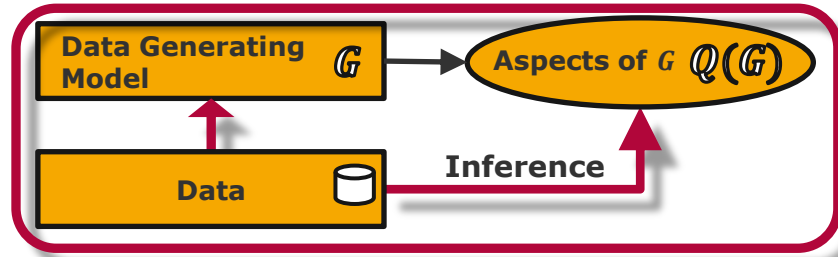 Data Generating
Model G
Aspects of G Q(G)
Data
Inference